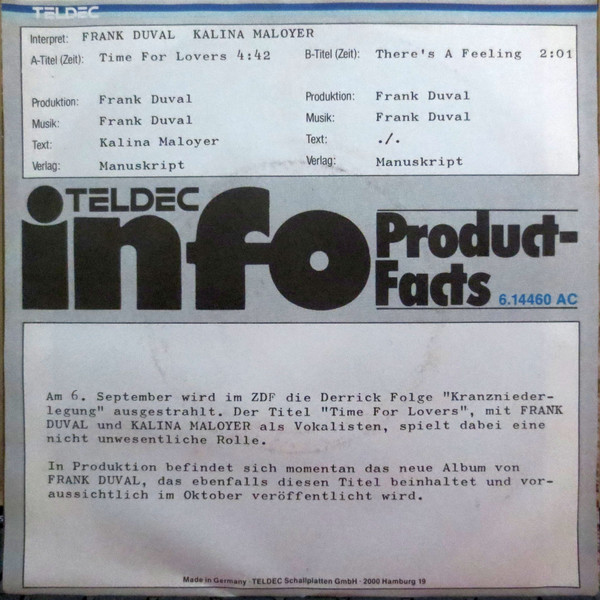 TELDEC
Interpret: FRANK DUVAL KALINA MALOYER
A-Titel (Zeit): Time For Lovers 4:42 B-Titel (Zeit): There's A Feeling 2:01
Produktion: Frank Duval Produktion: Frank Duval
Musik: Frank Duval Musik: Frank Duval
Text: Kalina Maloyer Text: ./.
Verlag: Manuskript Verlag: Manuskript
TELDEC
info Product-
Facts 6.14460 AC
Am 6. September wird im ZDF die Derrick Folge "Kranznieder-
legung" ausgestrahlt. Der Titel "Time For Lovers", mit FRANK
DUVAL und KALINA MALOYER als Vokalisten, spielt dabei eine
nicht unwesentliche Rolle.
In Produktion befindet sich momentan das neue Album von
FRANK DUVAL, das ebenfalls diesen Titel beinhaltet und vor-
aussichtlich im Oktober veröffentlicht wird.
Made in Germany · TELDEC Schallplatten GmbH · 2000 Hamburg 19